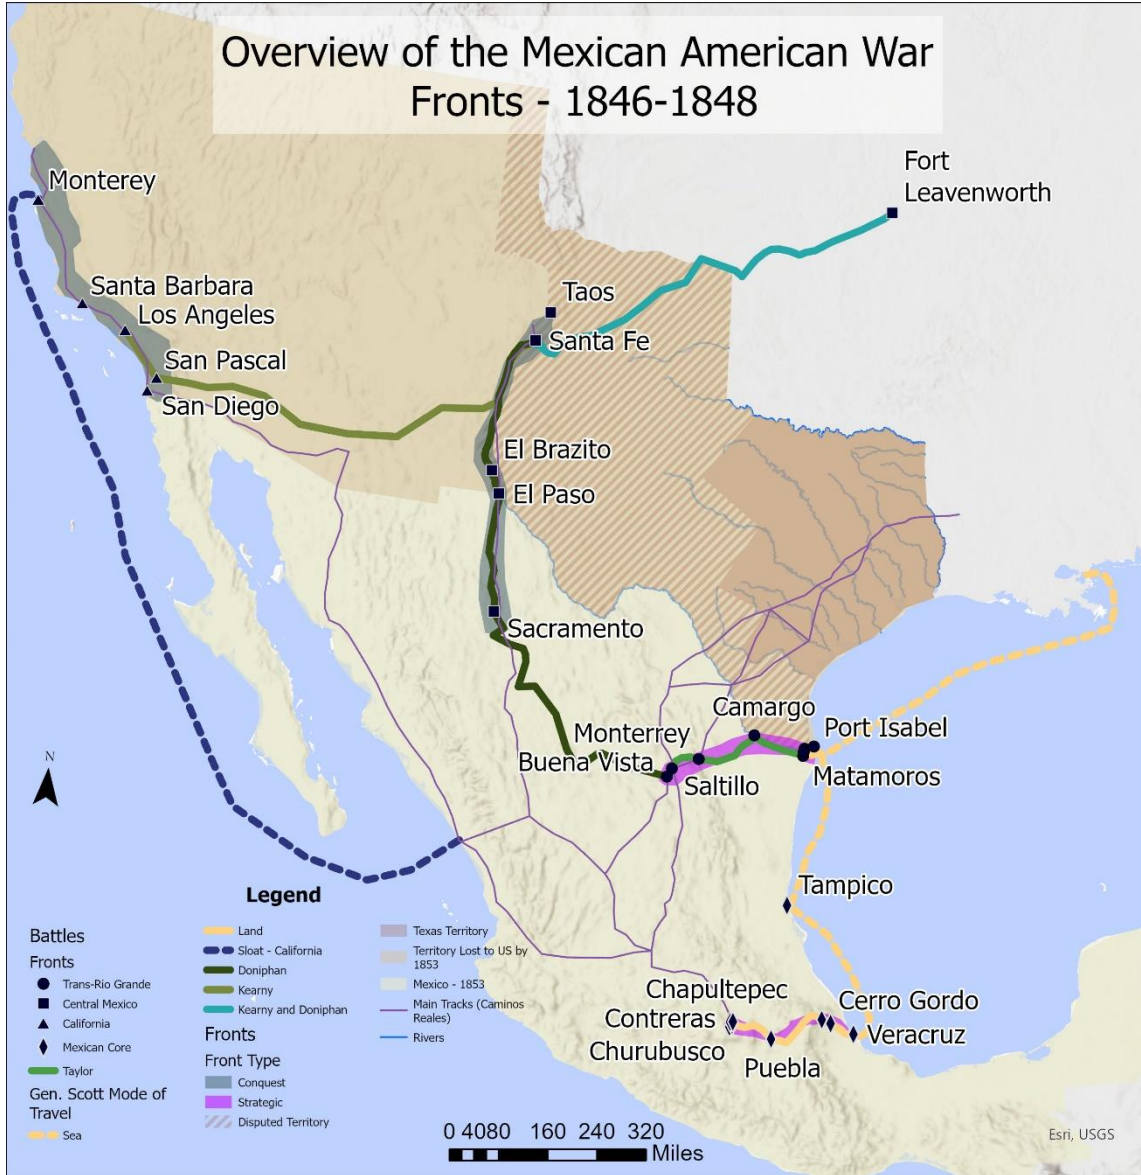 Overview of the Mexican American War
Fronts - 1846-1848
Fort
Leavenworth
Monterey
Santa Barbara
Los Angeles
San Pascal
San Diego
Taos
Santa Fe
El Brazito
El Paso
Sacramento
Camargo
Port Isabel
Monterrey
Buena Vista
Saltillo
Matamoros
Tampico
Chapultepec
Contreras
Churubusco
Cerro Gordo
Veracruz
Puebla
N
Legend
Battles
Fronts
Trans-Rio Grande
Central Mexico
California
Mexican Core
Taylor
Gen. Scott Mode of
Travel
Sea
Land
Sloat - California
Doniphan
Kearny
Kearny and Doniphan
Fronts
Front Type
Conquest
Strategic
Disputed Territory
Texas Territory
Territory Lost to US by
1853
Mexico - 1853
Main Tracks (Caminos
Reales)
Rivers
0 40 80 160 240 320
Miles
Esri, USGS